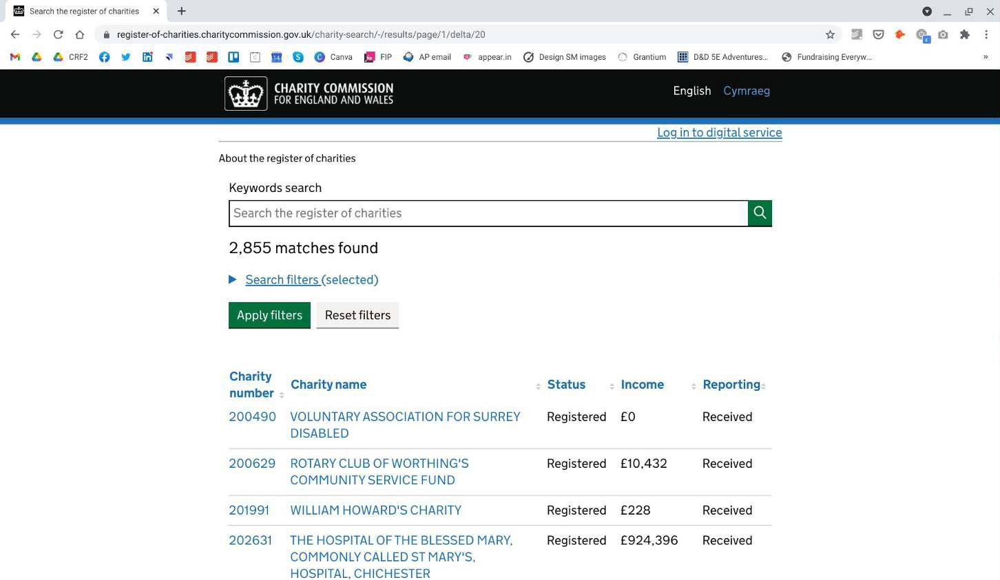 Search the register of charities
register-of-charities.charitycommission.gov.uk/charity-search/-/results/page/1/delta/20
CRF2 Canva FIP AP email appear.in Design SM images Grantium D&D 5E Adventures... Fundraising Everyw... »
CHARITY COMMISSION
FOR ENGLAND AND WALES
English Cymraeg
Log in to digital service
About the register of charities
Keywords search
Search the register of charities
2,855 matches found
Search filters (selected)
Apply filters Reset filters
Charity number Charity name Status Income Reporting
200490 VOLUNTARY ASSOCIATION FOR SURREY Registered £0 Received
DISABLED
200629 ROTARY CLUB OF WORTHING'S Registered £10,432 Received
COMMUNITY SERVICE FUND
201991 WILLIAM HOWARD'S CHARITY Registered £228 Received
202631 THE HOSPITAL OF THE BLESSED MARY, Registered £924,396 Received
COMMONLY CALLED ST MARY'S,
HOSPITAL, CHICHESTER